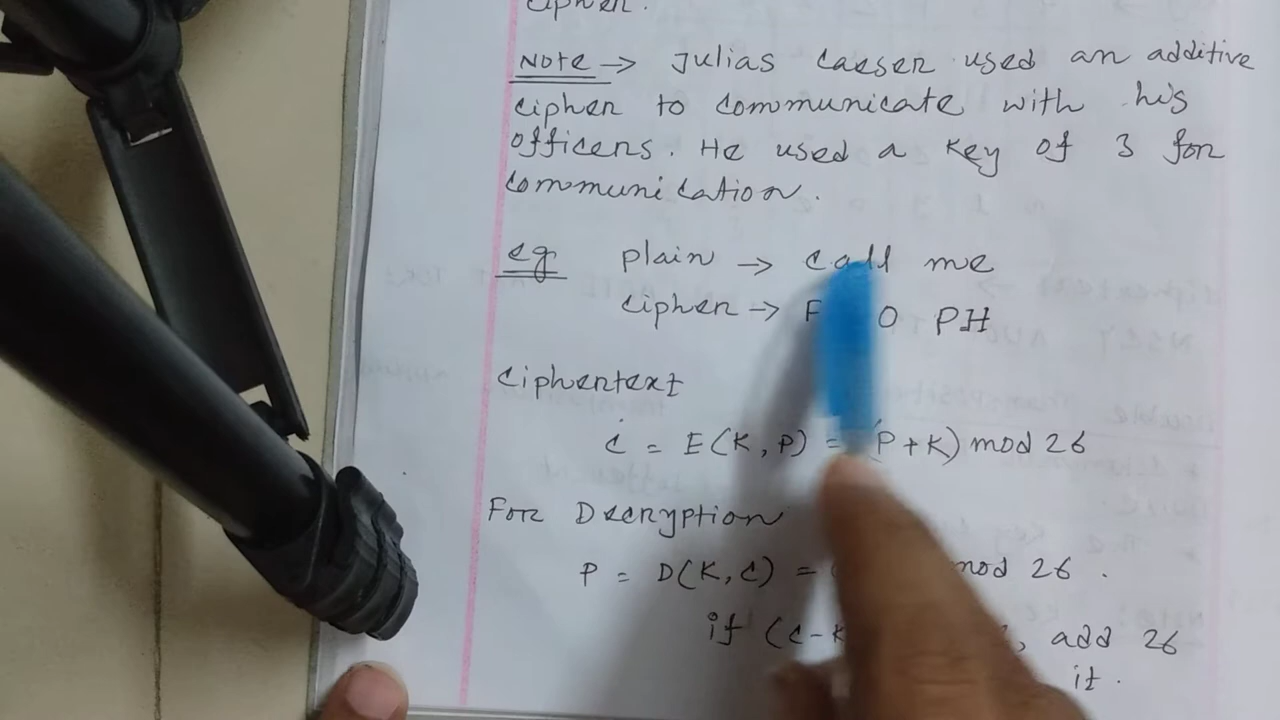 cipher.
Note → Julias Caeser used an additive
cipher to communicate with his
officers. He used a key of 3 for
communication.
eg plain → call me
cipher → F O PH
ciphertext
C = E(K, P) = (P+K) mod 26
For Decryption
P = D(K, C) = mod 26.
if (C-K , add 26
it.